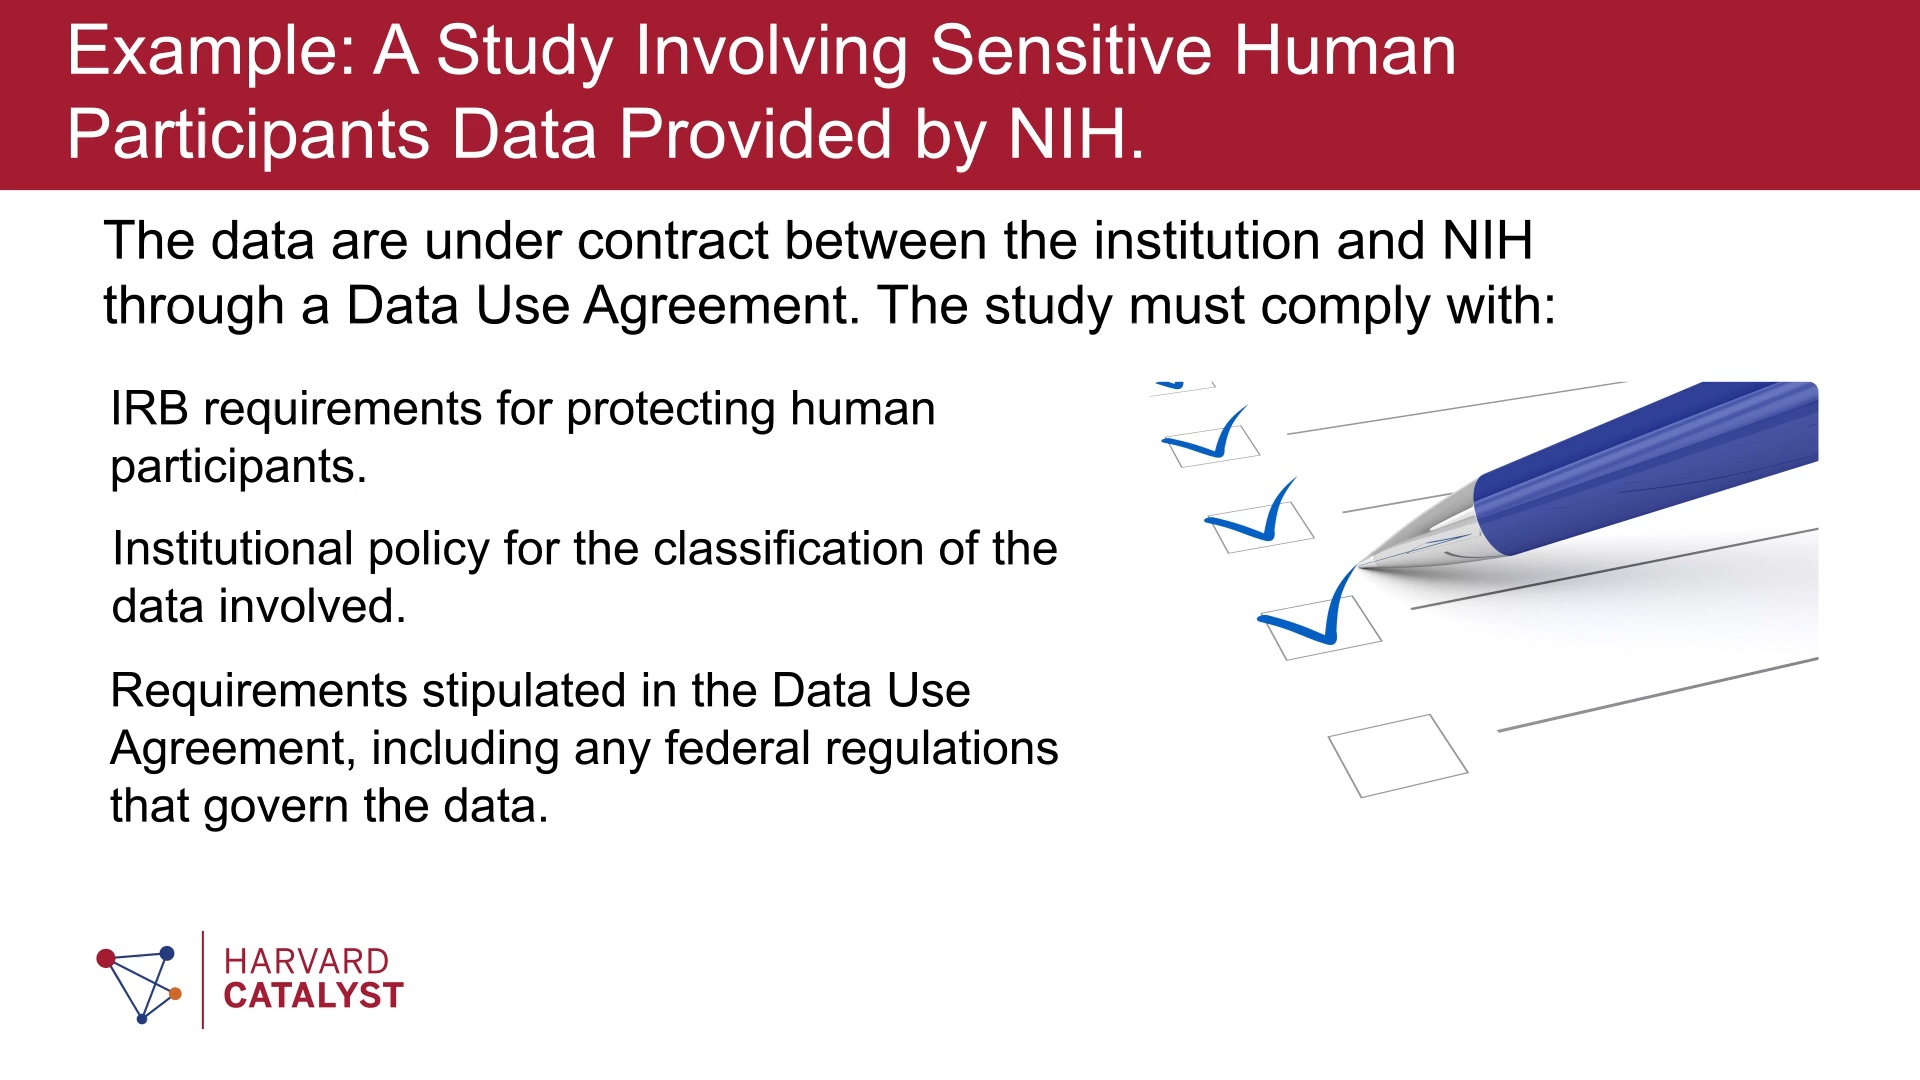 Example: A Study Involving Sensitive Human
Participants Data Provided by NIH.
The data are under contract between the institution and NIH
through a Data Use Agreement. The study must comply with:
IRB requirements for protecting human
participants.
Institutional policy for the classification of the
data involved.
Requirements stipulated in the Data Use
Agreement, including any federal regulations
that govern the data.
HARVARD
CATALYST